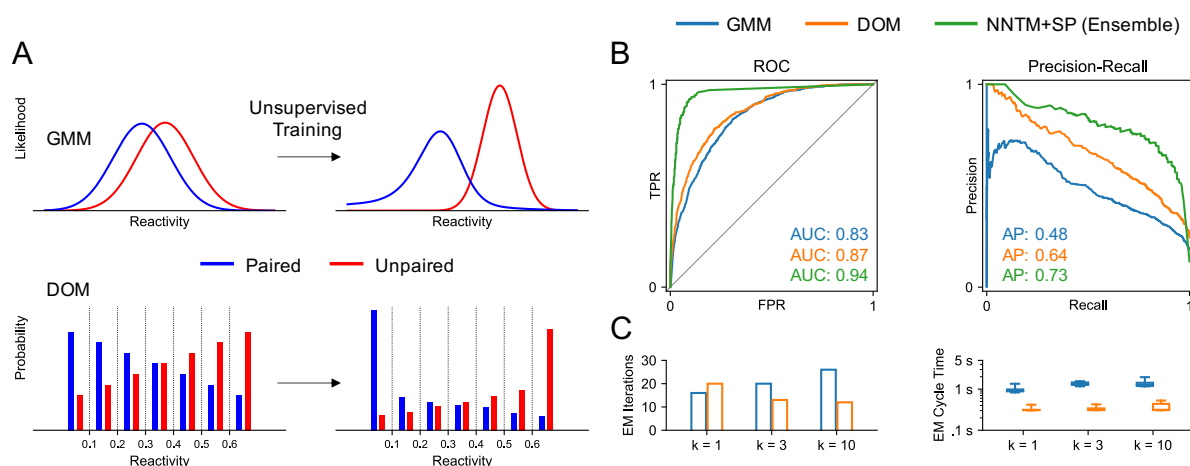 GMM DOM NNTM+SP (Ensemble)
A
Likelihood
GMM
Unsupervised
Training
Reactivity
Reactivity
Paired Unpaired
DOM
Probability
0.1 0.2 0.3 0.4 0.5 0.6
Reactivity
0.1 0.2 0.3 0.4 0.5 0.6
Reactivity
B
ROC
1
TPR
0
0 FPR 1
AUC: 0.83
AUC: 0.87
AUC: 0.94
Precision-Recall
1
Precision
0
0 Recall 1
AP: 0.48
AP: 0.64
AP: 0.73
C
EM Iterations
30
20
10
0
k = 1 k = 3 k = 10
EM Cycle Time
5 s
1 s
.1 s
k = 1 k = 3 k = 10